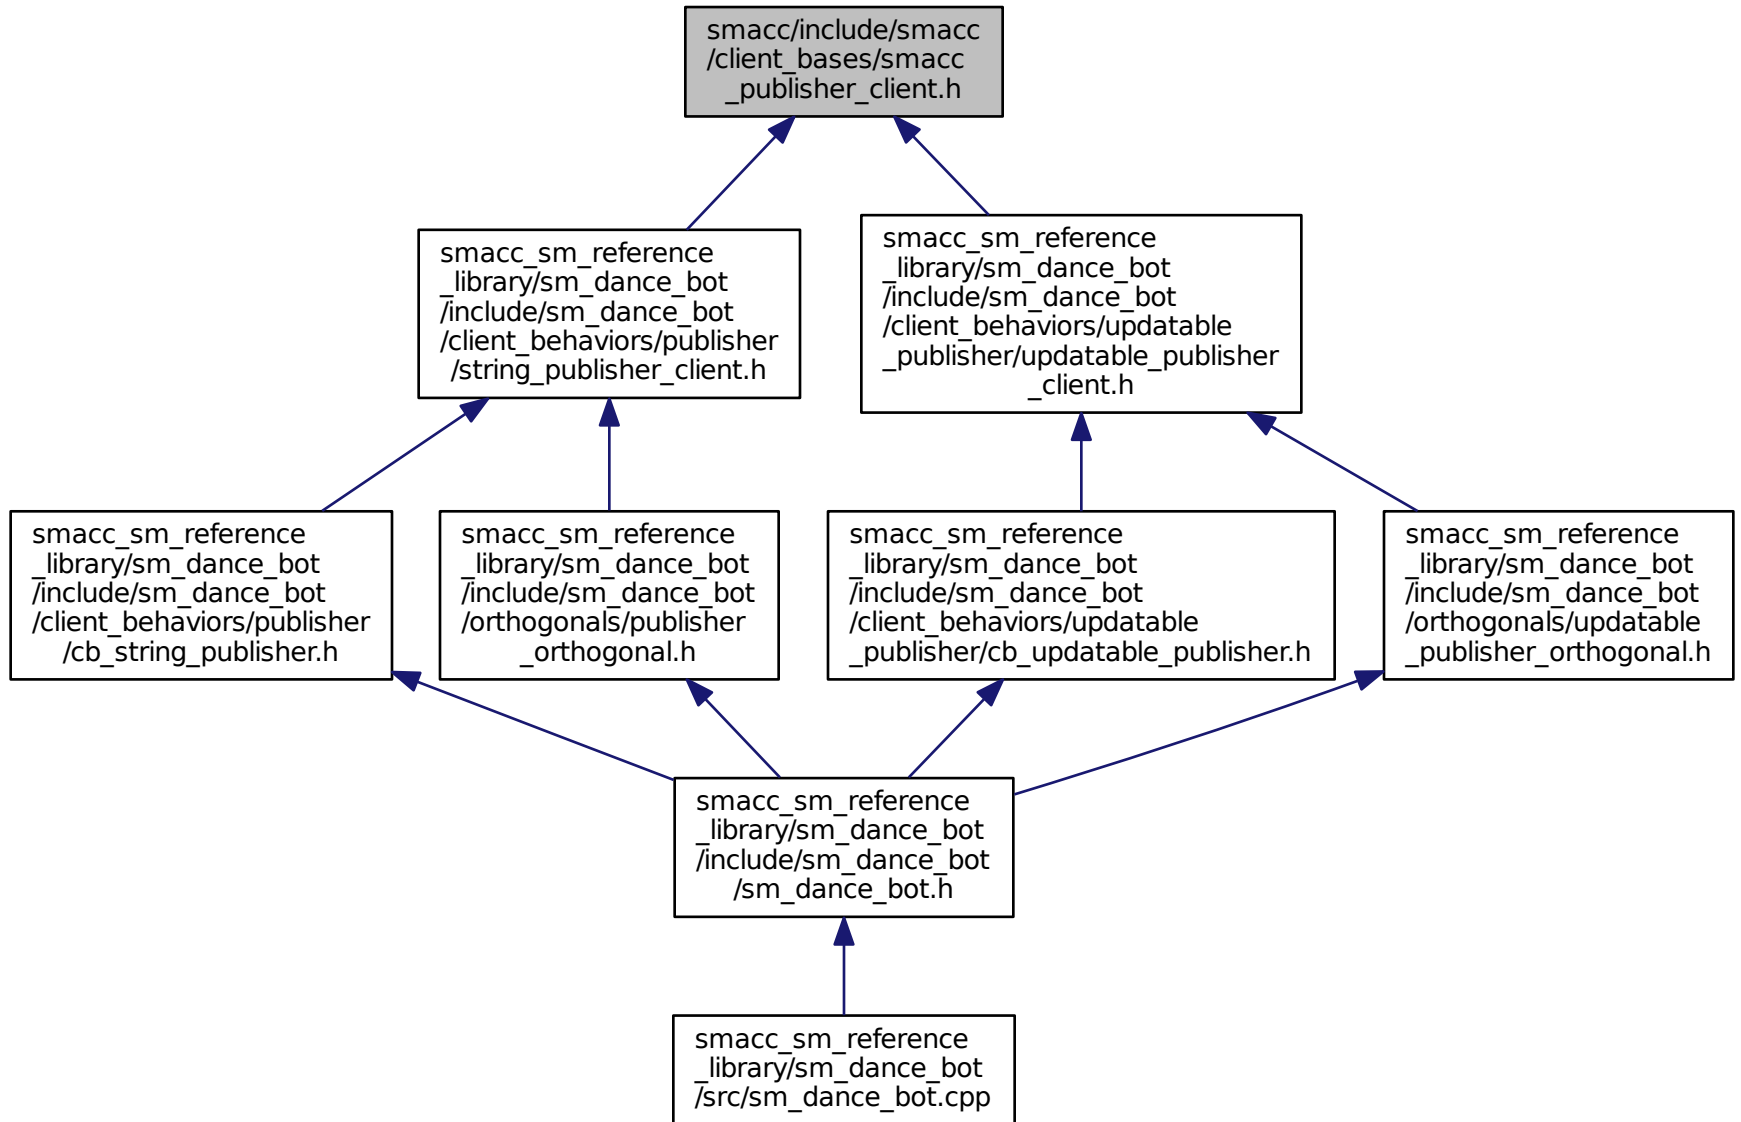 smacc/include/smacc
/client_bases/smacc
_publisher_client.h
smacc_sm_reference
_library/sm_dance_bot
/include/sm_dance_bot
/client_behaviors/publisher
/string_publisher_client.h
smacc_sm_reference
_library/sm_dance_bot
/include/sm_dance_bot
/client_behaviors/updatable
_publisher/updatable_publisher
_client.h
smacc_sm_reference
_library/sm_dance_bot
/include/sm_dance_bot
/client_behaviors/publisher
/cb_string_publisher.h
smacc_sm_reference
_library/sm_dance_bot
/include/sm_dance_bot
/orthogonals/publisher
_orthogonal.h
smacc_sm_reference
_library/sm_dance_bot
/include/sm_dance_bot
/client_behaviors/updatable
_publisher/cb_updatable_publisher.h
smacc_sm_reference
_library/sm_dance_bot
/include/sm_dance_bot
/orthogonals/updatable
_publisher_orthogonal.h
smacc_sm_reference
_library/sm_dance_bot
/include/sm_dance_bot
/sm_dance_bot.h
smacc_sm_reference
_library/sm_dance_bot
/src/sm_dance_bot.cpp